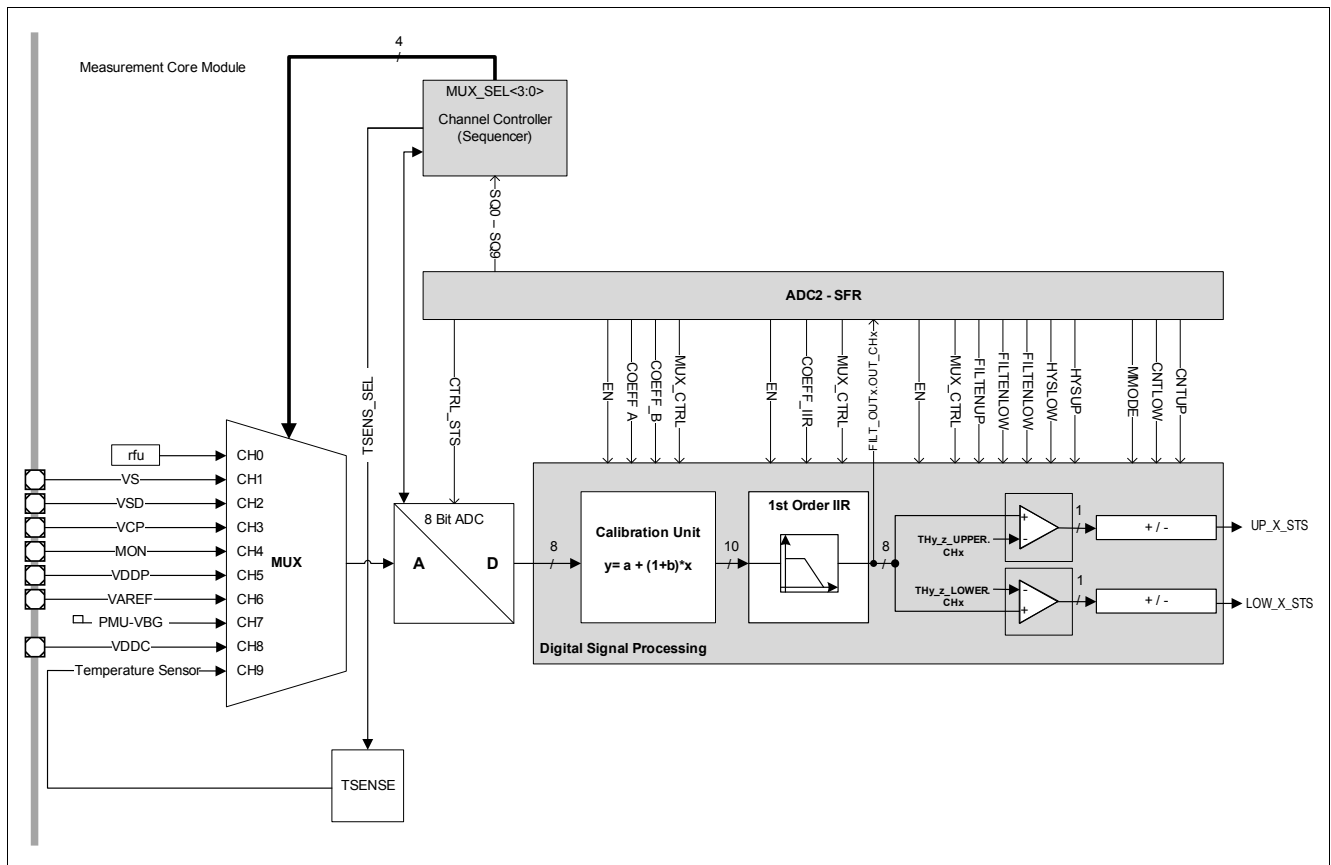 Measurement Core Module
4
MUX_SEL<3:0>
Channel Controller
(Sequencer)
SQ0 – SQ9
TSENS_SEL
ADC2 - SFR
CTRL_STS
EN
COEFF_A
COEFF_B
MUX_CTRL
EN
COEFF_IIR
MUX_CTRL
FILT_OUTx.OUT_CHx
EN
MUX_CTRL
FILTENUP
FILTENLOW
FILTENLOW
HYSLOW
HYSUP
MMODE
CNTLOW
CNTUP
rfu
CH0
VS
CH1
VSD
CH2
VCP
CH3
MON
CH4
VDDP
CH5
VAREF
CH6
PMU-VBG
CH7
VDDC
CH8
Temperature Sensor
CH9
MUX
8 Bit ADC
A
D
8
Calibration Unit
y= a + (1+b)*x
10
1st Order IIR
8
+
-
THy_z_UPPER.
CHx
1
+ / -
UP_X_STS
THy_z_LOWER.
CHx
-
+
1
+ / -
LOW_X_STS
Digital Signal Processing
TSENSE